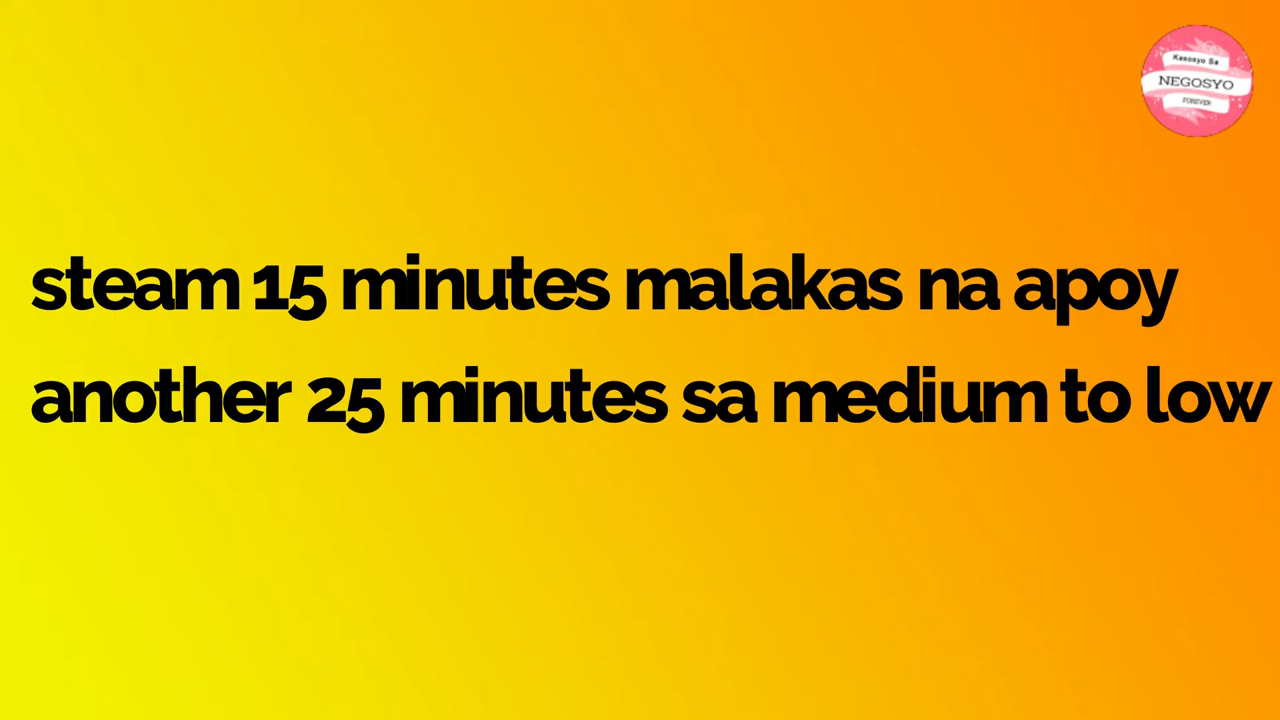 Kasosyo Sa
NEGOSYO
FOREVER
steam 15 minutes malakas na apoy
another 25 minutes sa medium to low